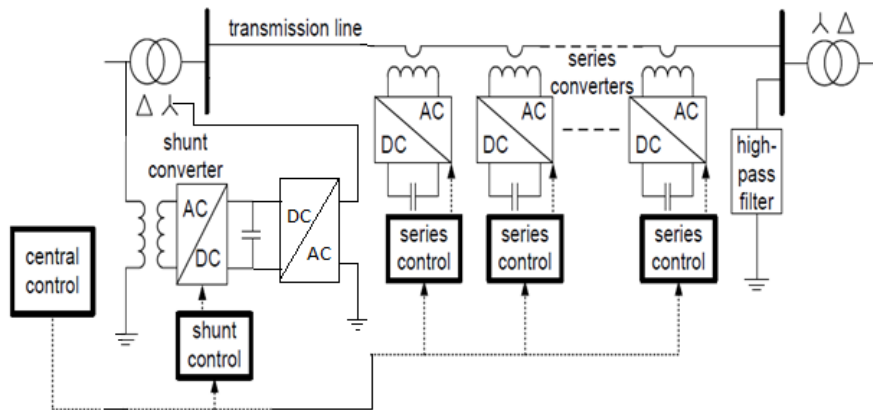 transmission line
series
converters
shunt
converter
AC
DC
DC
AC
AC
DC
AC
DC
AC
DC
high-
pass
filter
central
control
shunt
control
series
control
series
control
series
control